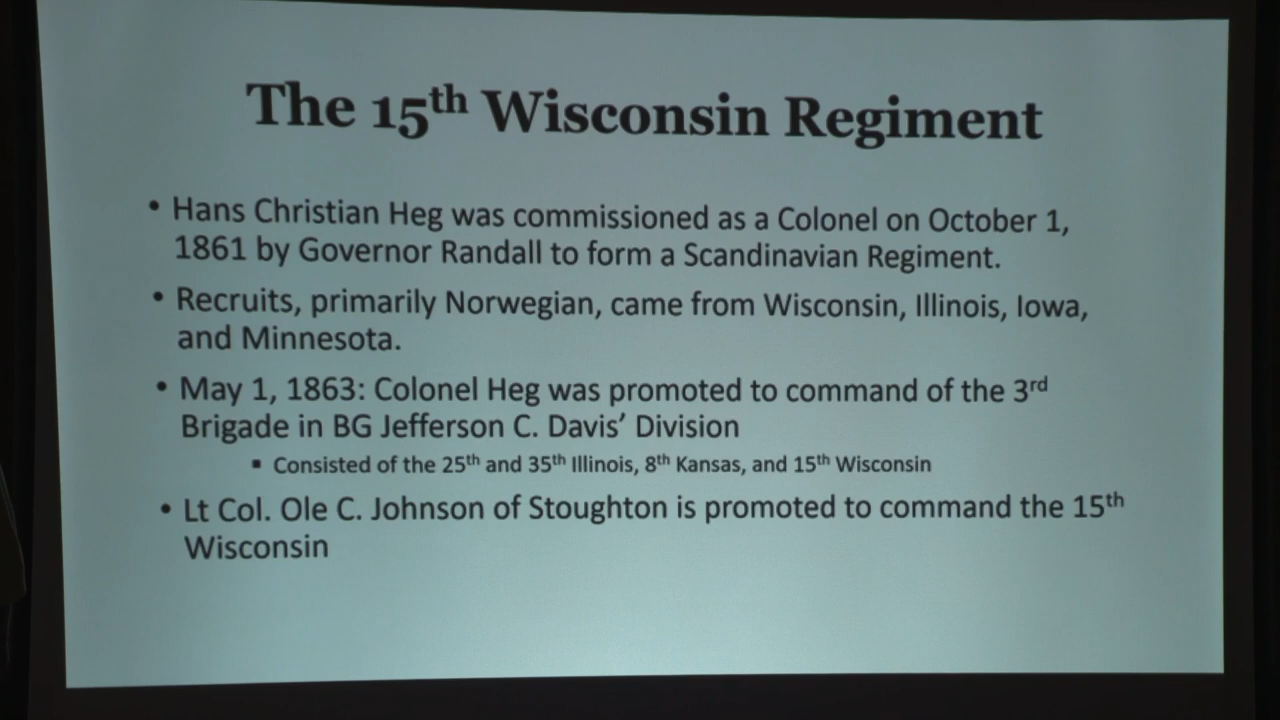 The 15th Wisconsin Regiment
• Hans Christian Heg was commissioned as a Colonel on October 1,
1861 by Governor Randall to form a Scandinavian Regiment.
• Recruits, primarily Norwegian, came from Wisconsin, Illinois, Iowa,
and Minnesota.
• May 1, 1863: Colonel Heg was promoted to command of the 3rd
Brigade in BG Jefferson C. Davis’ Division
▪ Consisted of the 25th and 35th Illinois, 8th Kansas, and 15th Wisconsin
• Lt Col. Ole C. Johnson of Stoughton is promoted to command the 15th
Wisconsin